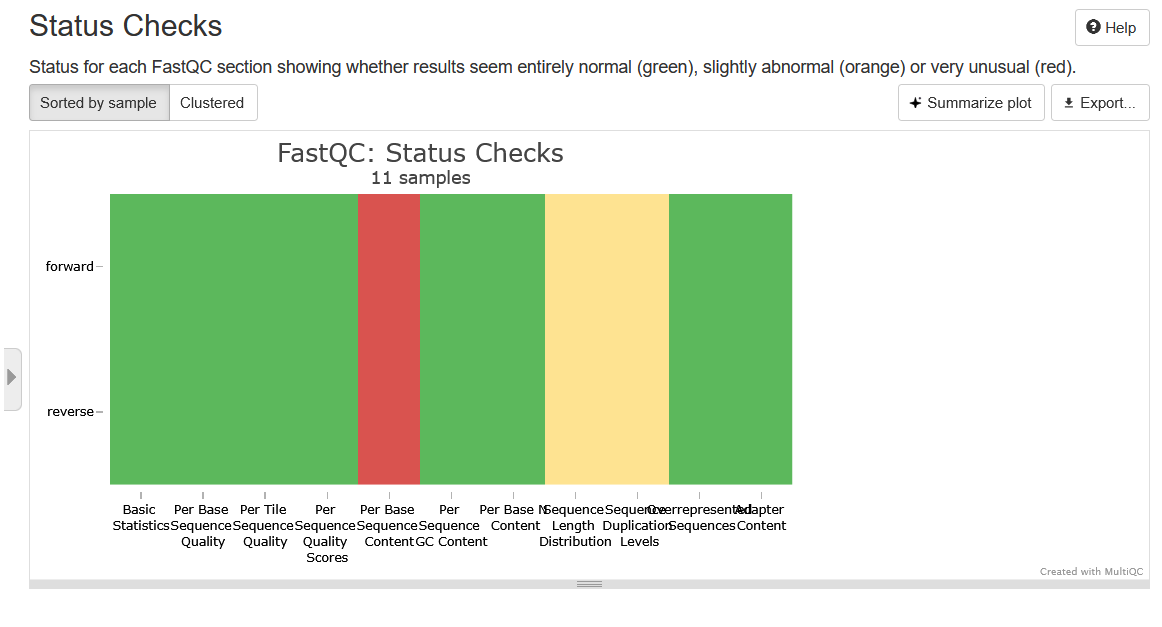 Status Checks
Help
Status for each FastQC section showing whether results seem entirely normal (green), slightly abnormal (orange) or very unusual (red).
Sorted by sample
Clustered
Summarize plot
Export...
FastQC: Status Checks
11 samples
forward
reverse
Basic
Statistics
Per Base
Sequence
Quality
Per Tile
Sequence
Quality
Per
Sequence
Quality
Scores
Per Base
Sequence
Content
Per
Sequence
GC Content
Per Base N
Content
Sequence
Length
Distribution
Sequence
Duplication
Levels
Overrepresented
Sequences
Adapter
Content
Created with MultiQC